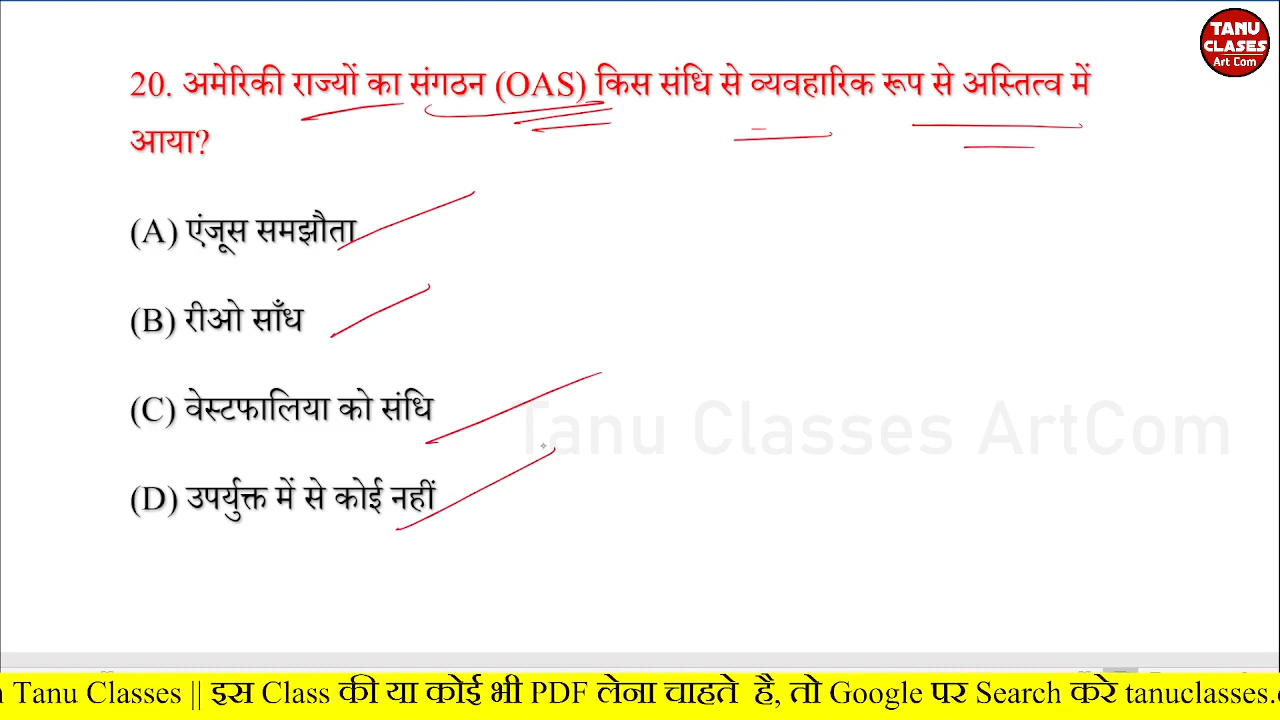 TANU
CLASES
Art Com
20. अमेरिकी राज्यों का संगठन (OAS) किस संधि से व्यवहारिक रूप से अस्तित्व में
आया?
(A) एंजूस समझौता
(B) रीओ साँध
(C) वेस्टफालिया को संधि
Tanu Classes ArtCom
(D) उपर्युक्त में से कोई नहीं
Tanu Classes || इस Class की या कोई भी PDF लेना चाहते है, तो Google पर Search करे tanuclasses.